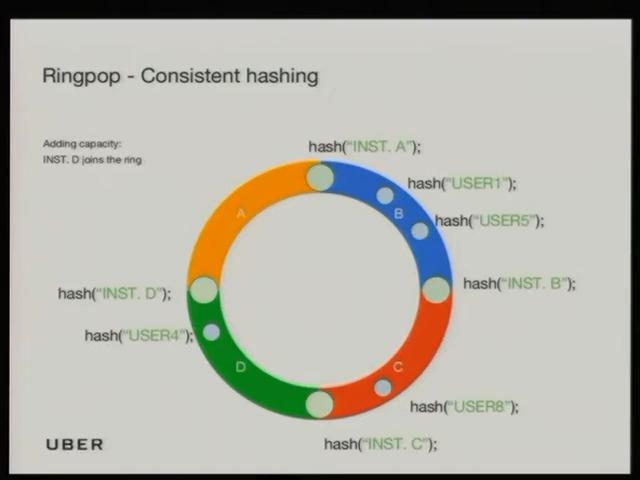 Ringpop - Consistent hashing
Adding capacity:
INST. D joins the ring
hash("INST. A");
hash("USER1");
A
B
hash("USER5");
hash("INST. B");
hash("INST. D");
hash("USER4");
D
C
hash("USER8");
UBER
hash("INST. C");